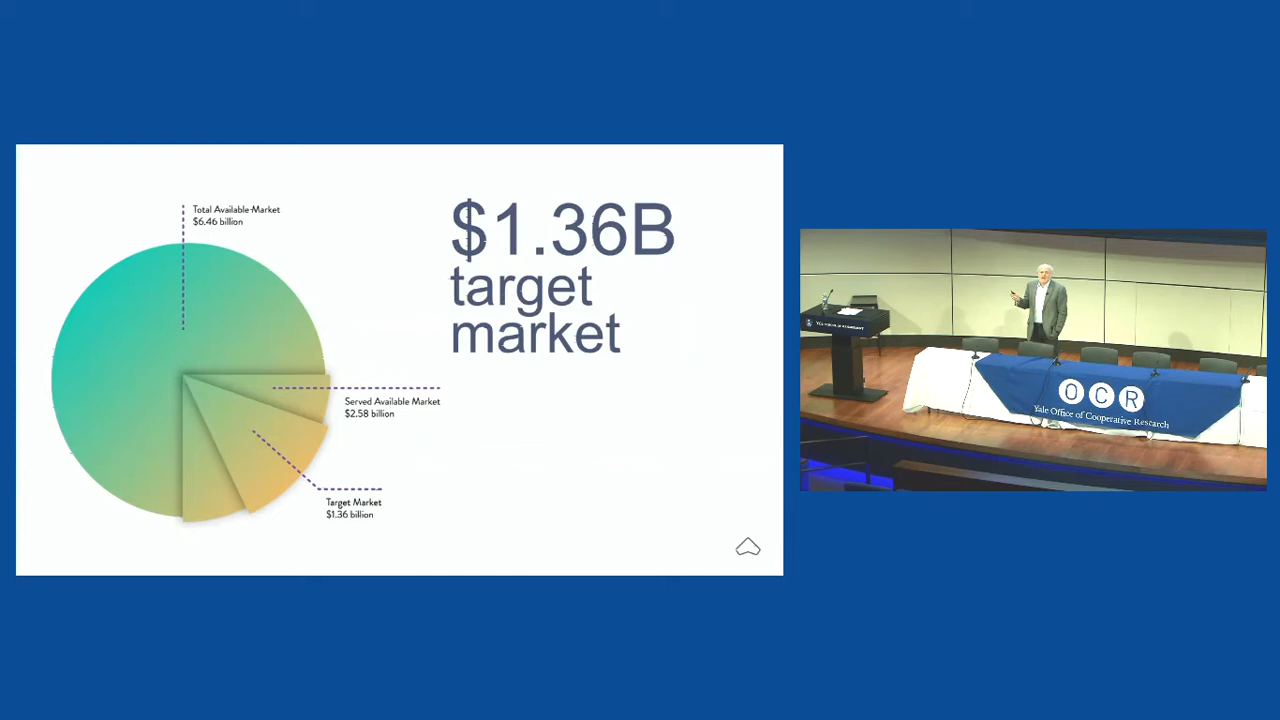 Total Available Market
$6.46 billion
$1.36B
target
market
Served Available Market
$2.58 billion
Target Market
$1.36 billion
OCR
Yale Office of Cooperative Research